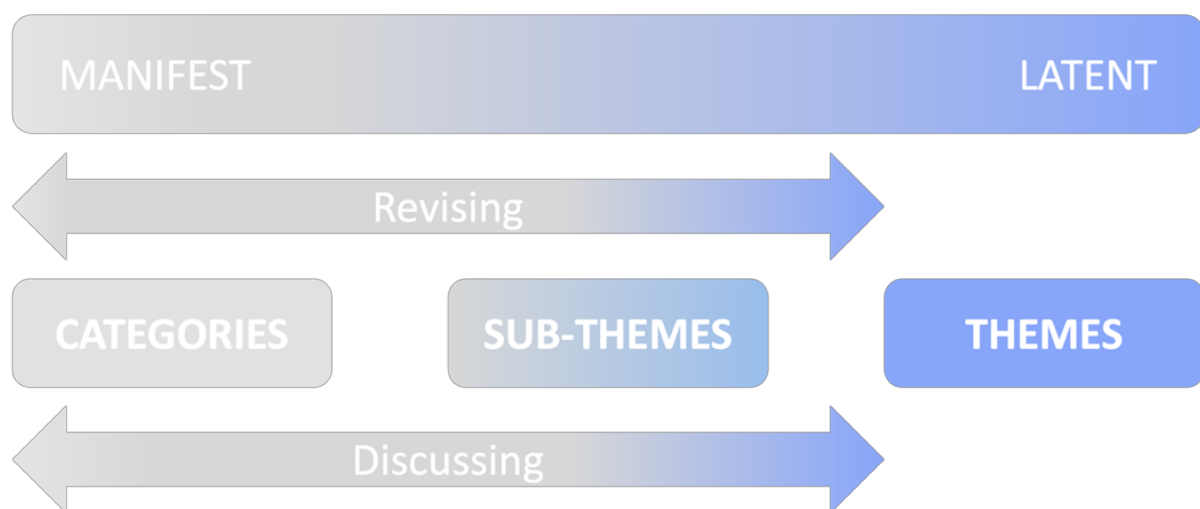 MANIFEST LATENT
Revising
CATEGORIES SUB-THEMES THEMES
Discussing